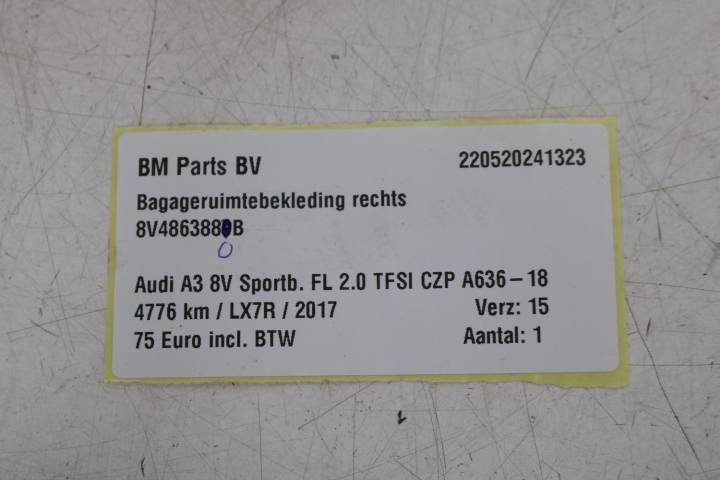 BM Parts BV 220520241323
Bagageruimtebekleding rechts
8V486388B
0
Audi A3 8V Sportb. FL 2.0 TFSI CZP A636-18
4776 km / LX7R / 2017 Verz: 15
75 Euro incl. BTW Aantal: 1